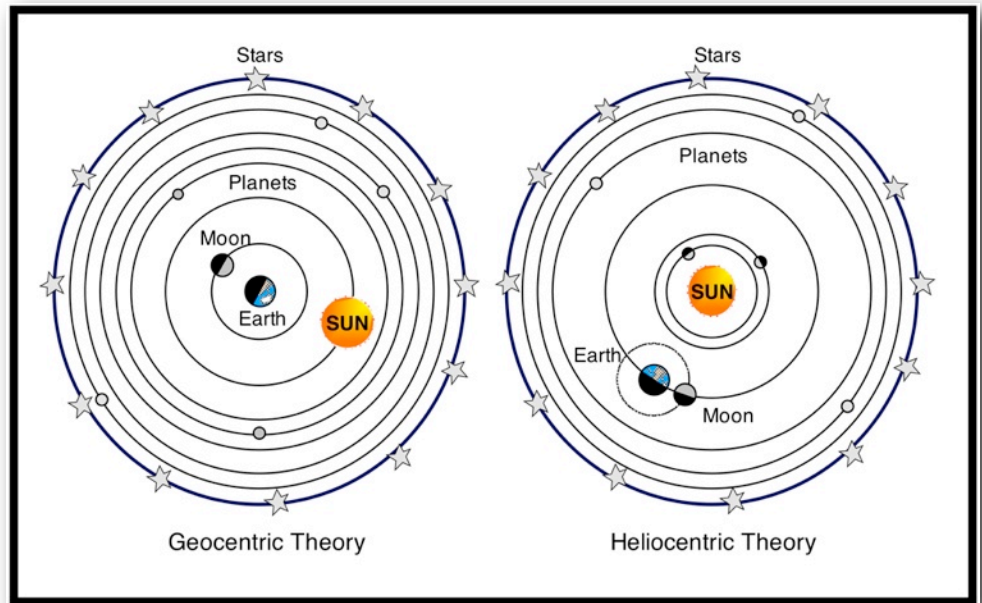 Stars
Planets
Moon
Earth
SUN
Geocentric Theory
Stars
Planets
SUN
Earth
Moon
Heliocentric Theory